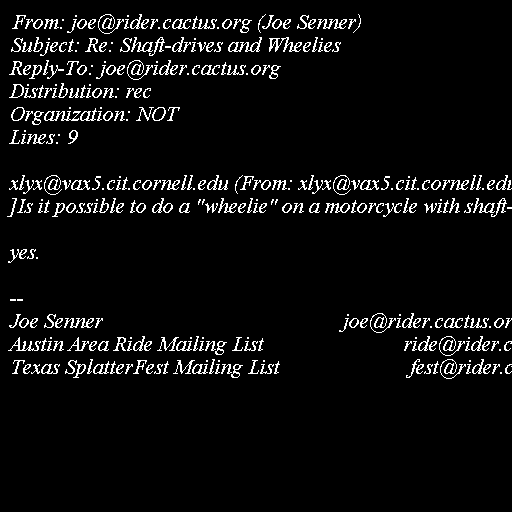 From: joe@rider.cactus.org (Joe Senner)
Subject: Re: Shaft-drives and Wheelies
Reply-To: joe@rider.cactus.org
Distribution: rec
Organization: NOT
Lines: 9

xlyx@vax5.cit.cornell.edu (From: xlyx@vax5.cit.cornell.edu
]Is it possible to do a "wheelie" on a motorcycle with shaft-

yes.

--
Joe Senner joe@rider.cactus.or
Austin Area Ride Mailing List ride@rider.c
Texas SplatterFest Mailing List fest@rider.c